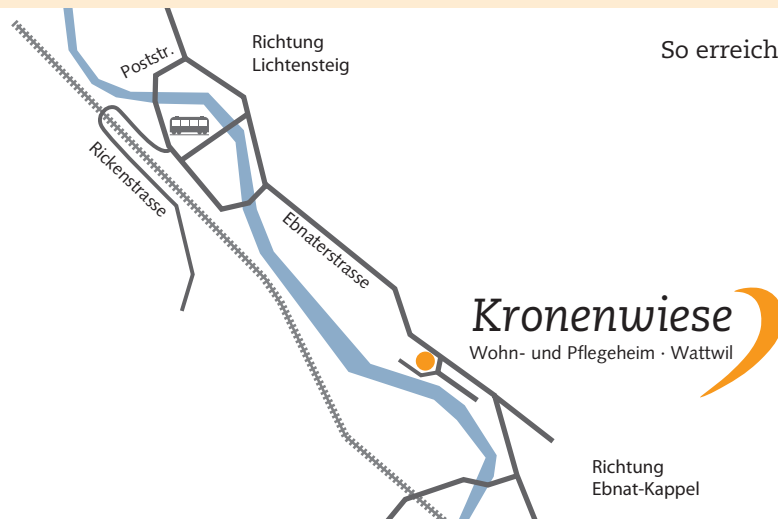 So erreich
Richtung
Lichtensteig
Poststr.
Rickenstrasse
Ebnaterstrasse
Kronenwiese
Wohn- und Pflegeheim · Wattwil
Richtung
Ebnat-Kappel